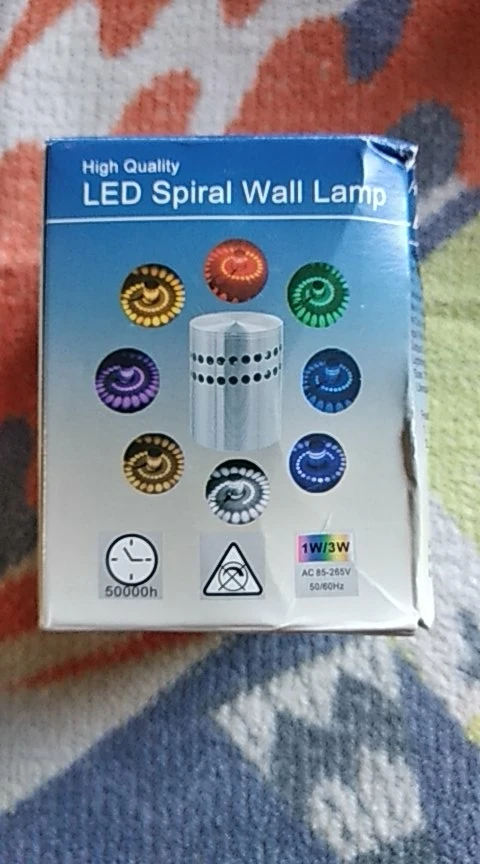 High Quality
LED Spiral Wall Lamp
50000h
1W/3W
AC 85-265V
50/60Hz